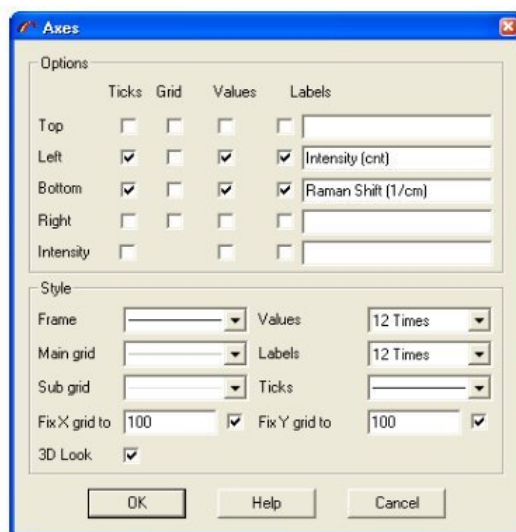 Axes
Options
Ticks Grid Values Labels
Top
Left Intensity (cnt)
Bottom Raman Shift (1/cm)
Right
Intensity
Style
Frame Values 12 Times
Main grid Labels 12 Times
Sub grid Ticks
Fix X grid to 100 Fix Y grid to 100
3D Look
OK Help Cancel